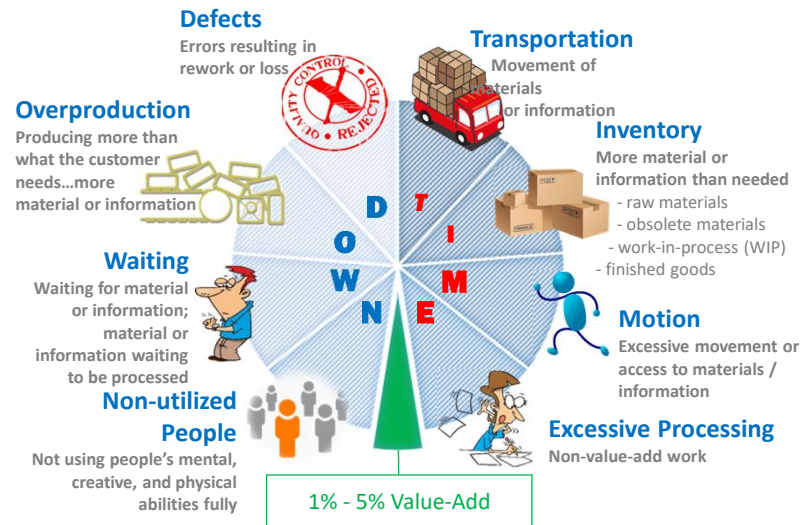 Defects
Errors resulting in
rework or loss
QUALITY CONTROL
REJECTED
Transportation
Movement of
materials
or information
Overproduction
Producing more than
what the customer
needs...more
material or information
Inventory
More material or
information than needed
- raw materials
- obsolete materials
- work-in-process (WIP)
- finished goods
D
O
W
N
T
I
M
E
Waiting
Waiting for material
or information;
material or
information waiting
to be processed
Motion
Excessive movement or
access to materials /
information
Non-utilized
People
Not using people's mental,
creative, and physical
abilities fully
Excessive Processing
Non-value-add work
1% - 5% Value-Add